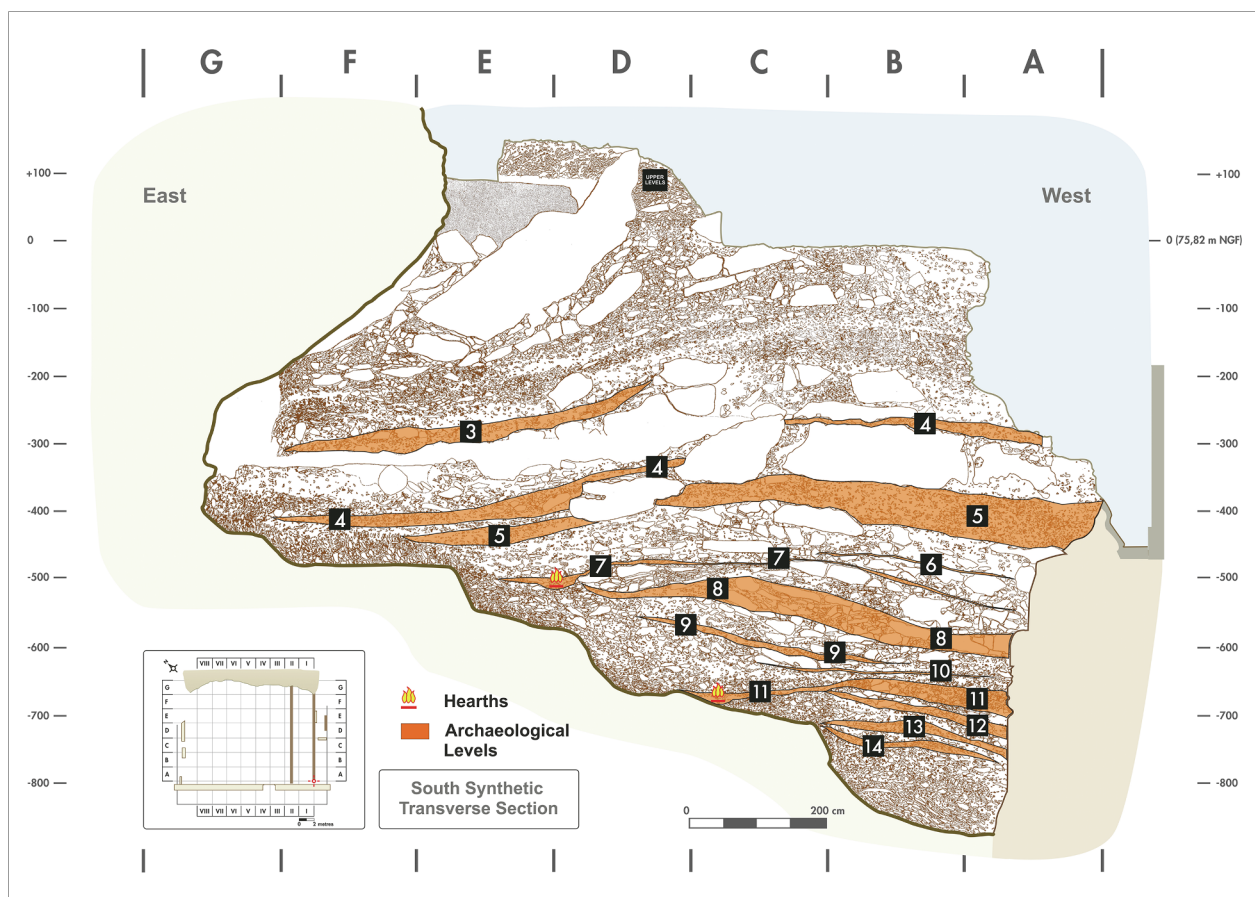 G F E D C B A
East
West
UPPER
LEVELS
+100
0
-100
-200
-300
-400
-500
-600
-700
-800
+100
0 (75,82 m NGF)
-100
-200
-300
-400
-500
-600
-700
-800
3
4
4
4
5
5
6
7
7
8
8
9
9
10
11
11
12
13
14
VIII VII VI V IV III II I
G
F
E
D
C
B
A
G
F
E
D
C
B
A
VIII VII VI V IV III II I
0 2 metres
Hearths
Archaeological
Levels
South Synthetic
Transverse Section
0 200 cm